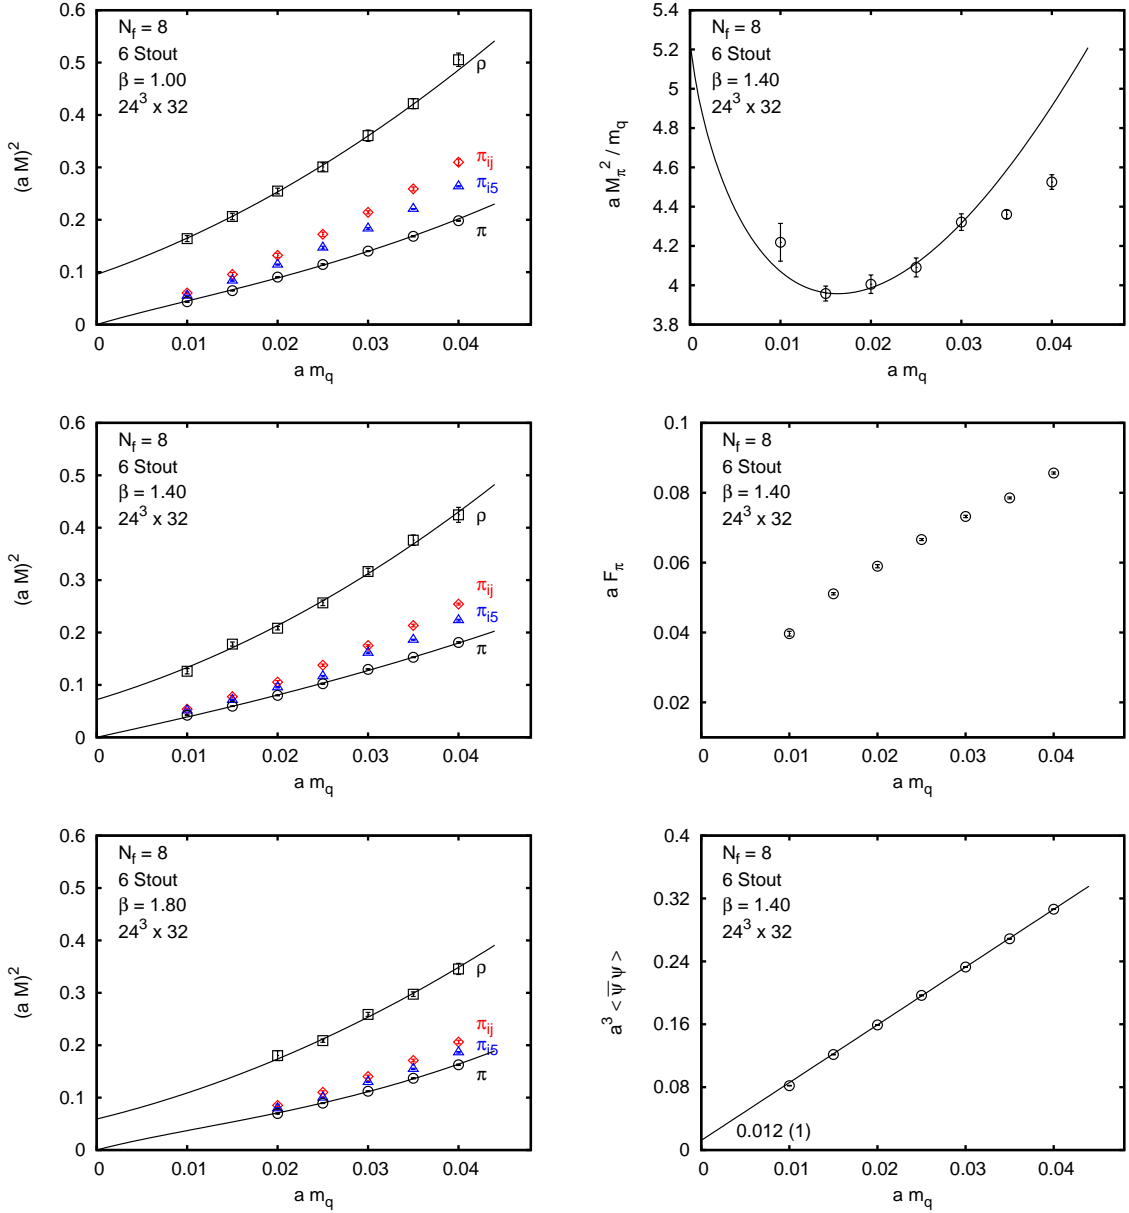 N_f = 8
6 Stout
β = 1.00
24^3 x 32
(a M)^2
0.6
0.5
0.4
0.3
0.2
0.1
0
ρ
π_ij
π_i5
π
0.01 0.02 0.03 0.04
a m_q
N_f = 8
6 Stout
β = 1.40
24^3 x 32
a M_π^2 / m_q
5.4
5.2
5
4.8
4.6
4.4
4.2
4
3.8
0 0.01 0.02 0.03 0.04
a m_q
N_f = 8
6 Stout
β = 1.40
24^3 x 32
(a M)^2
0.6
0.5
0.4
0.3
0.2
0.1
0
ρ
π_ij
π_i5
π
0 0.01 0.02 0.03 0.04
a m_q
N_f = 8
6 Stout
β = 1.40
24^3 x 32
a F_π
0.1
0.08
0.06
0.04
0.02
0 0.01 0.02 0.03 0.04
a m_q
N_f = 8
6 Stout
β = 1.80
24^3 x 32
(a M)^2
0.6
0.5
0.4
0.3
0.2
0.1
0
ρ
π_ij
π_i5
π
0 0.01 0.02 0.03 0.04
a m_q
N_f = 8
6 Stout
β = 1.40
24^3 x 32
a^3 < ψ̅ ψ >
0.4
0.32
0.24
0.16
0.08
0
0.012 (1)
0 0.01 0.02 0.03 0.04
a m_q